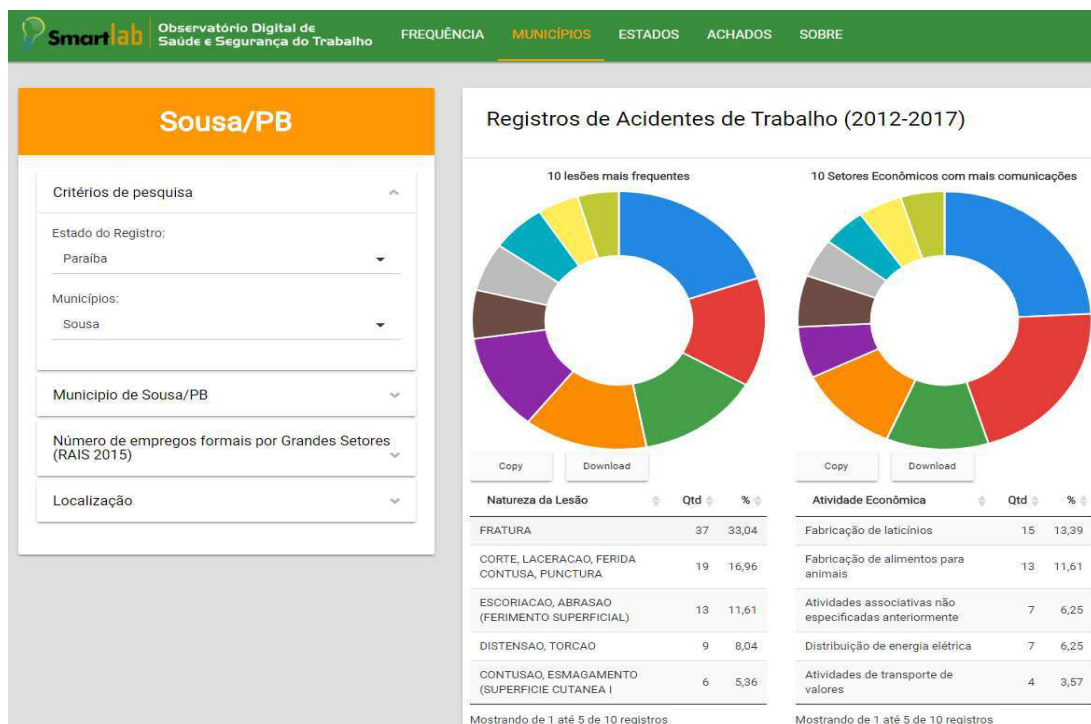 Smartlab
Observatório Digital de
Saúde e Segurança do Trabalho
FREQUÊNCIA MUNICÍPIOS ESTADOS ACHADOS SOBRE
Sousa/PB
Critérios de pesquisa
Estado do Registro:
Paraíba
Municípios:
Sousa
Municipio de Sousa/PB
Número de empregos formais por Grandes Setores
(RAIS 2015)
Localização
Registros de Acidentes de Trabalho (2012-2017)
10 lesões mais frequentes
Copy Download
Natureza da Lesão Qtd %
FRATURA 37 33,04
CORTE, LACERACAO, FERIDA
CONTUSA, PUNCTURA 19 16,96
ESCORIACAO, ABRASAO
(FERIMENTO SUPERFICIAL) 13 11,61
DISTENSAO, TORCAO 9 8,04
CONTUSAO, ESMAGAMENTO
(SUPERFICIE CUTANEA I 6 5,36
Mostrando de 1 até 5 de 10 registros
10 Setores Econômicos com mais comunicações
Copy Download
Atividade Econômica Qtd %
Fabricação de laticínios 15 13,39
Fabricação de alimentos para
animais 13 11,61
Atividades associativas não
especificadas anteriormente 7 6,25
Distribuição de energia elétrica 7 6,25
Atividades de transporte de
valores 4 3,57
Mostrando de 1 até 5 de 10 registros